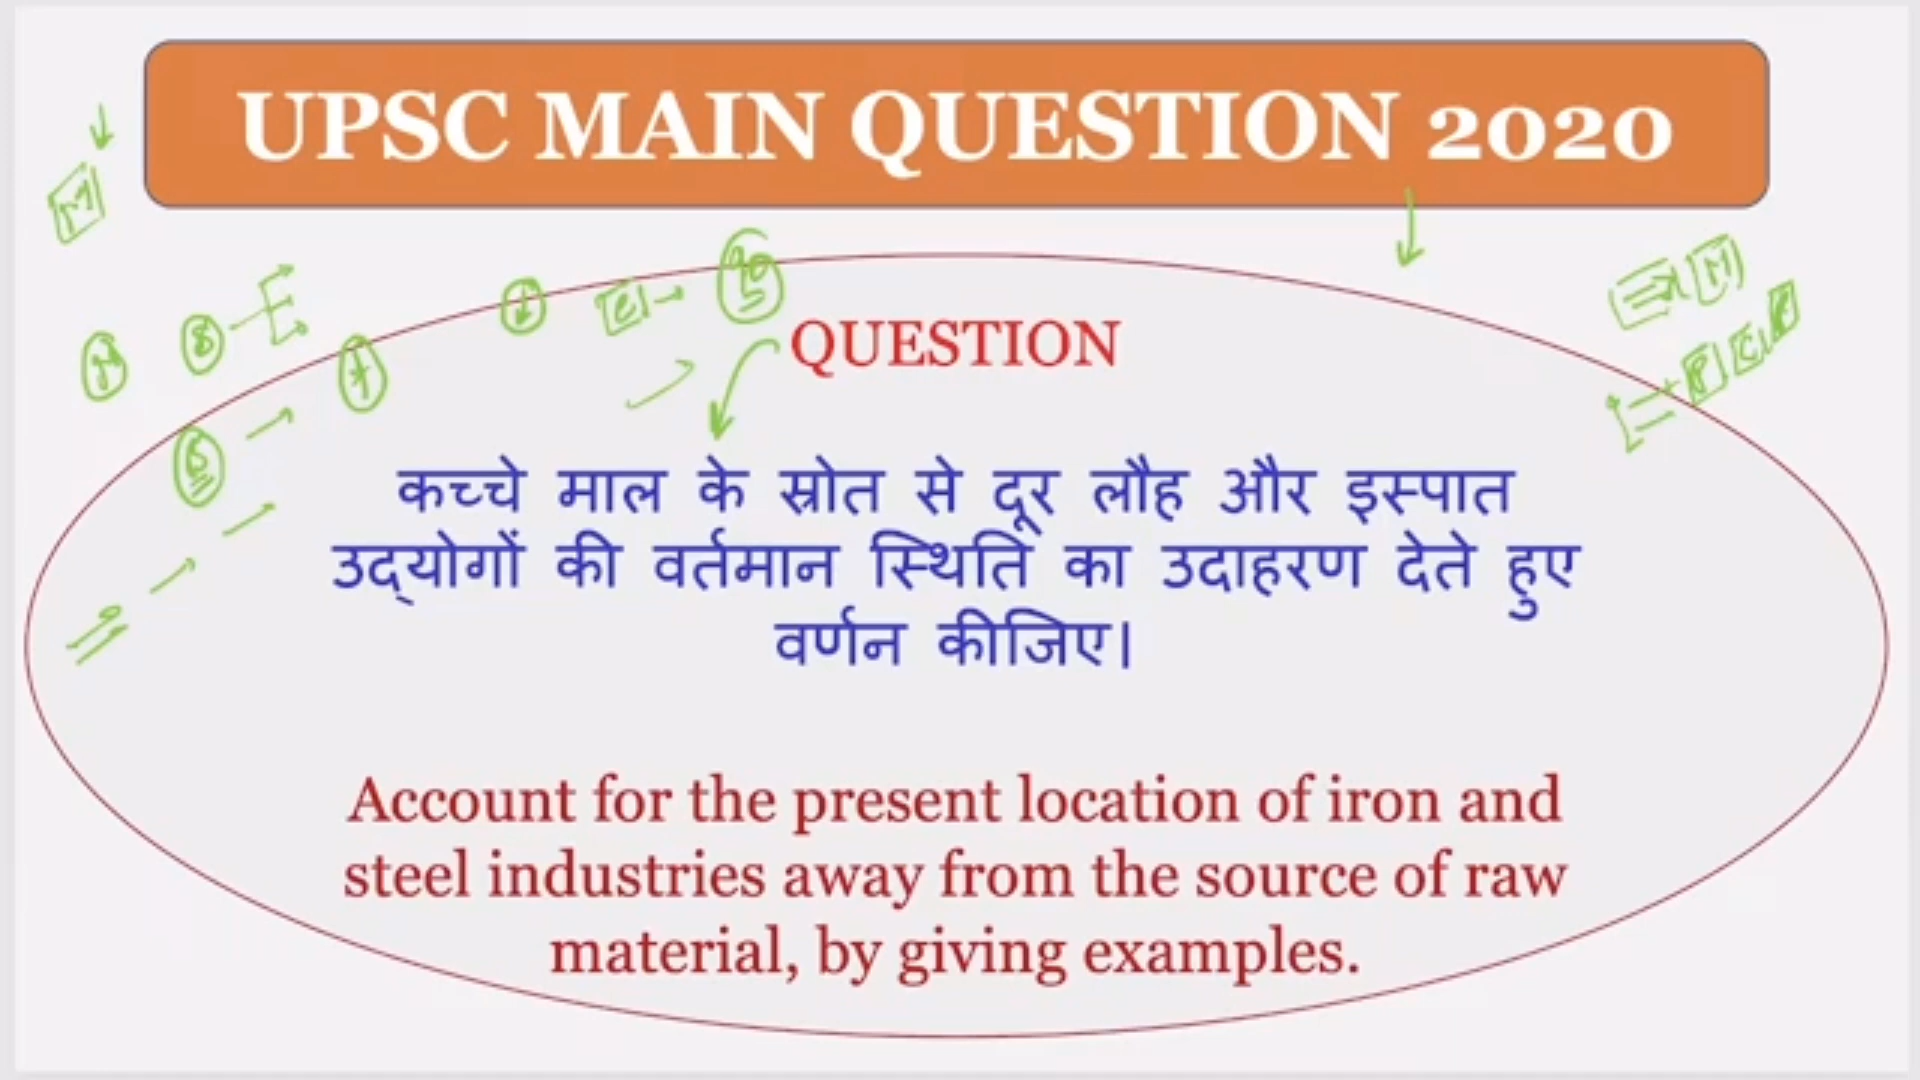 UPSC MAIN QUESTION 2020
QUESTION
कच्चे माल के स्रोत से दूर लौह और इस्पात
उद्योगों की वर्तमान स्थिति का उदाहरण देते हुए
वर्णन कीजिए।
Account for the present location of iron and
steel industries away from the source of raw
material, by giving examples.